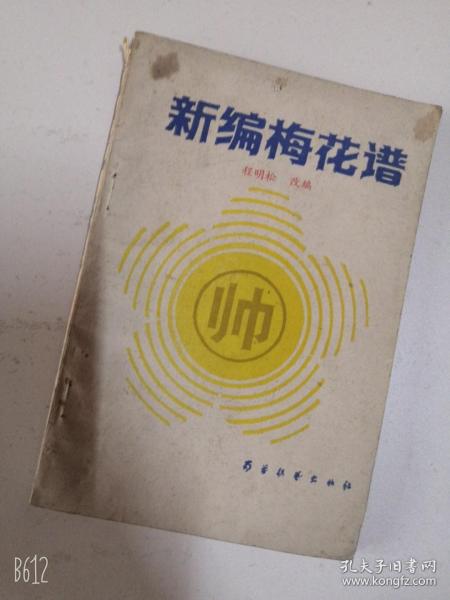 新编梅花谱
程明松 改编
帅
蜀蓉棋艺出版社
B612
孔夫子旧书网
www.kongfz.com